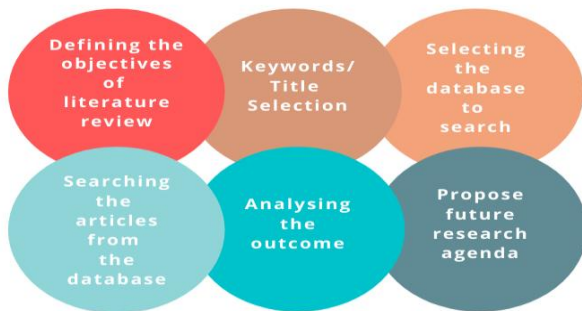 Defining the
objectives
of
literature
review
Keywords/
Title
Selection
Selecting
the
database
to
search
Searching
the
articles
from
the
database
Analysing
the
outcome
Propose
future
research
agenda